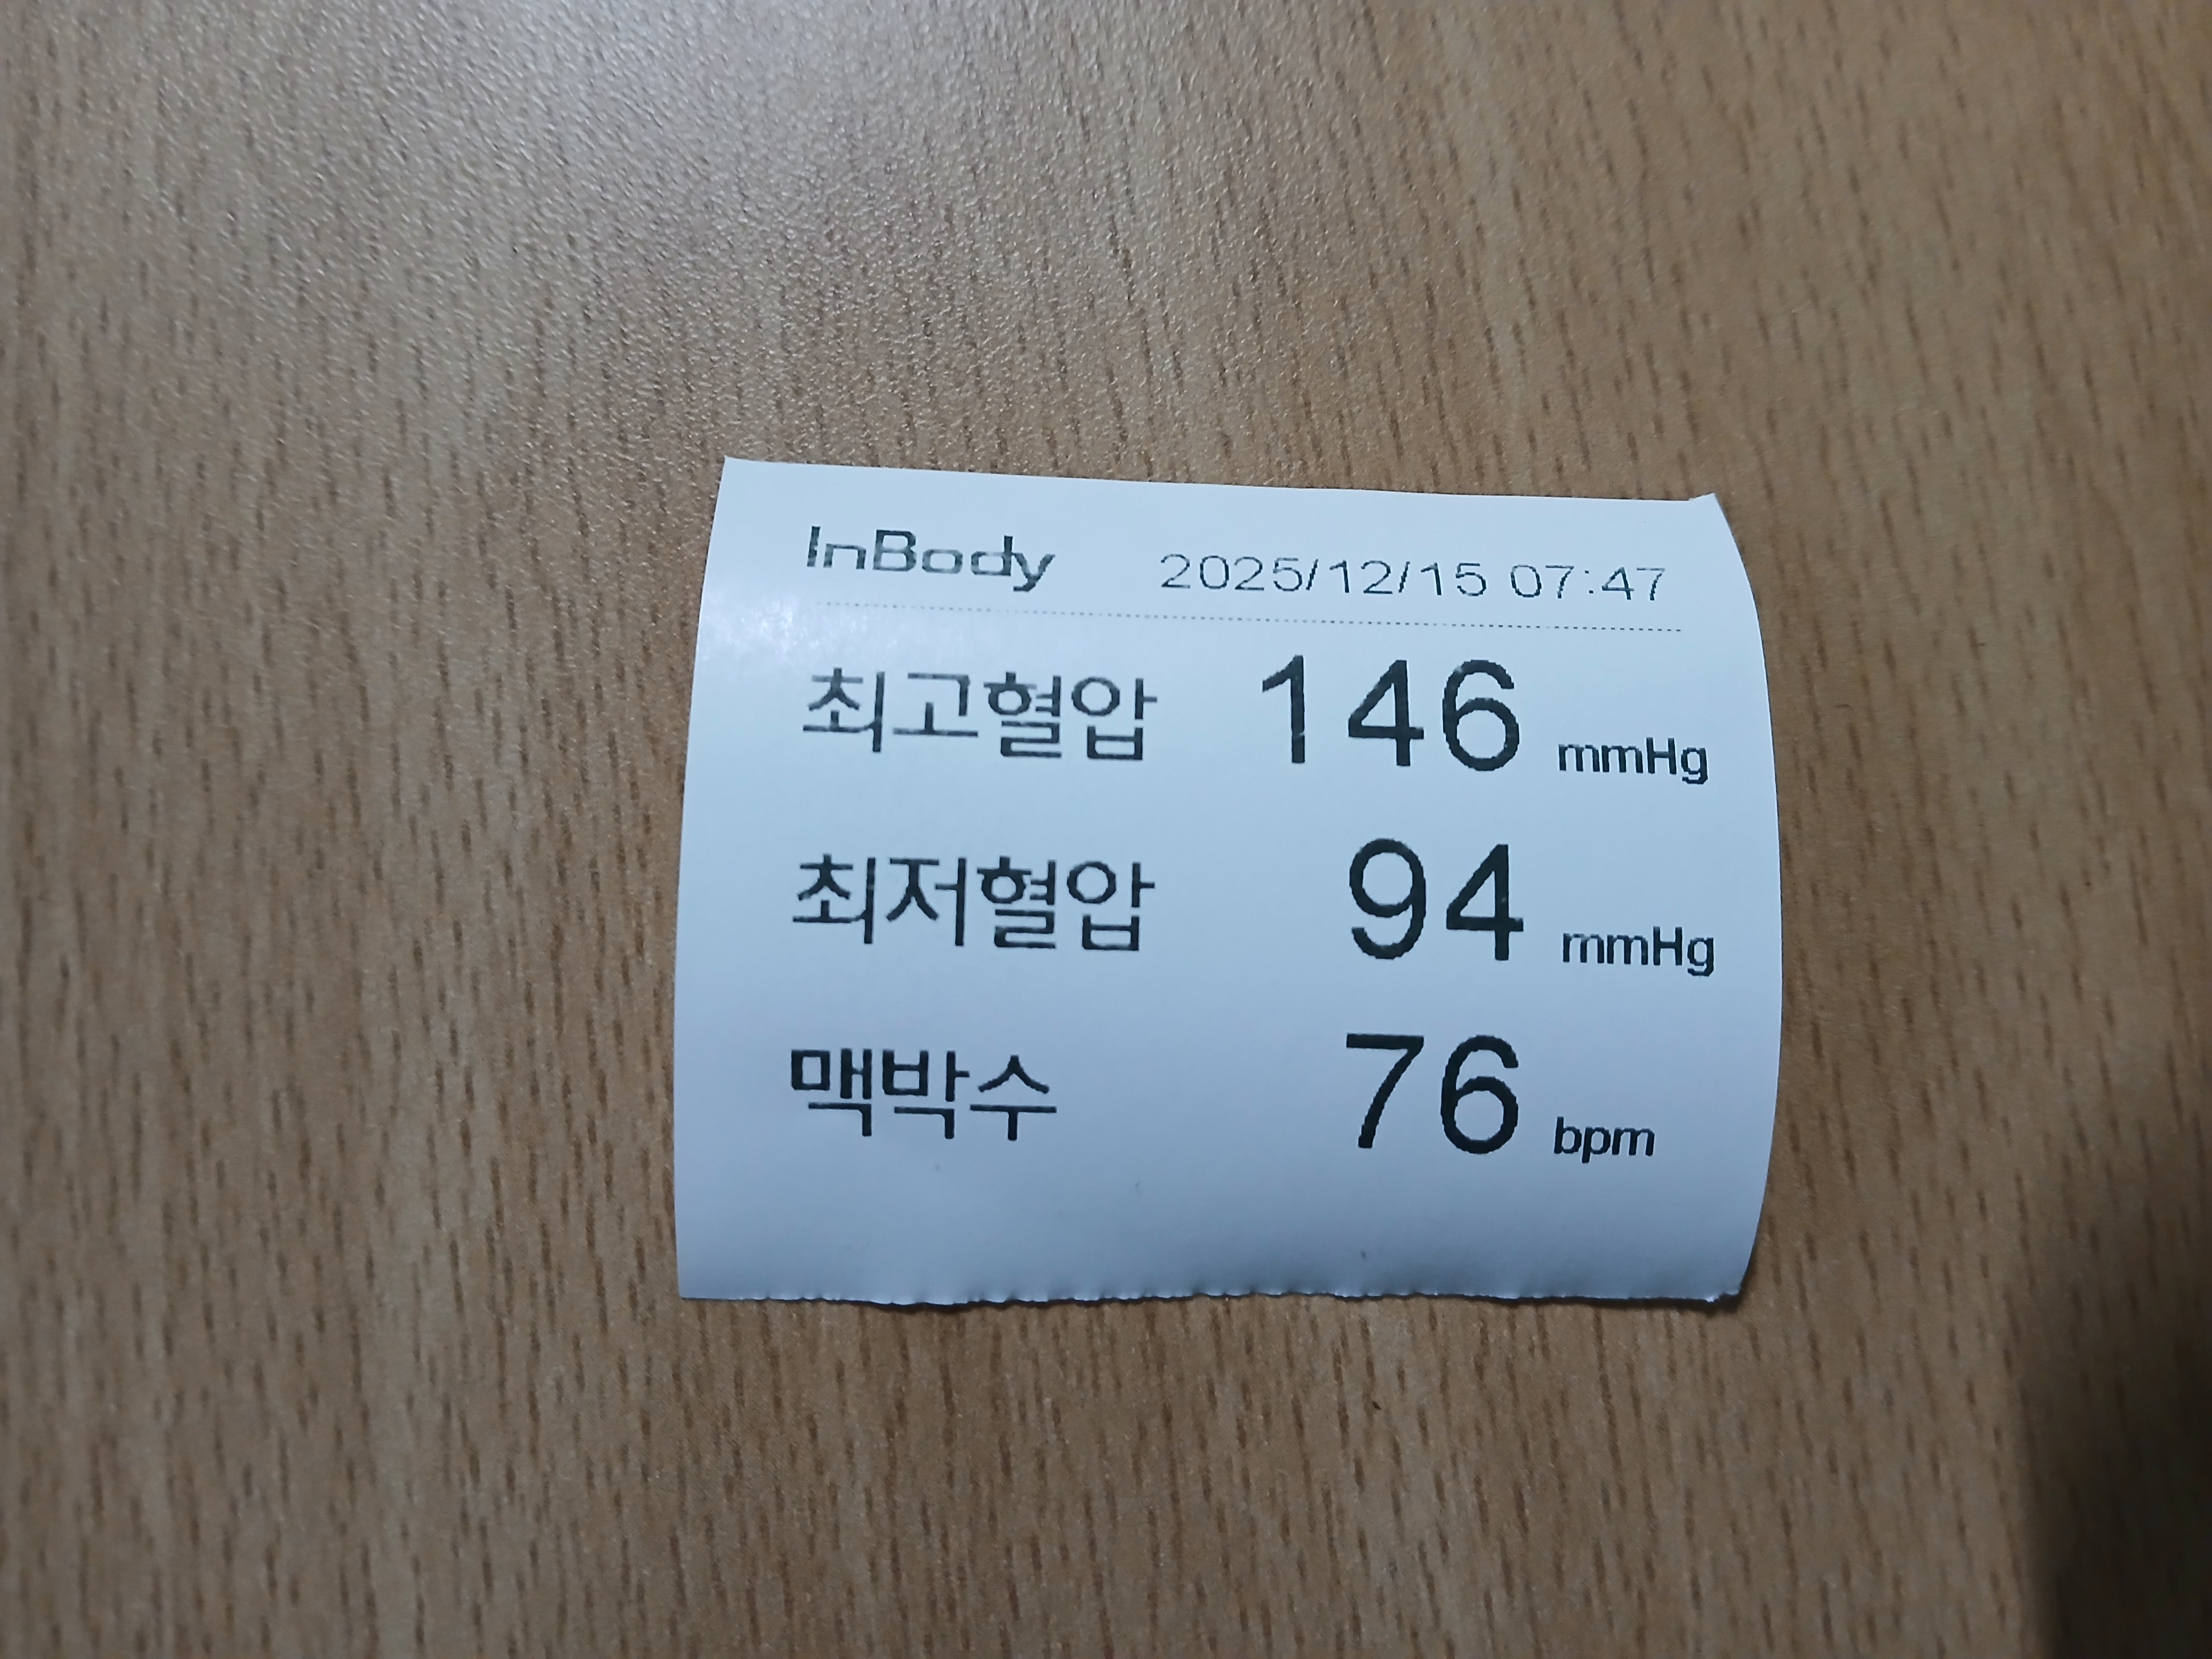 InBody 2025/12/15 07:47
최고혈압 146 mmHg
최저혈압 94 mmHg
맥박수 76 bpm